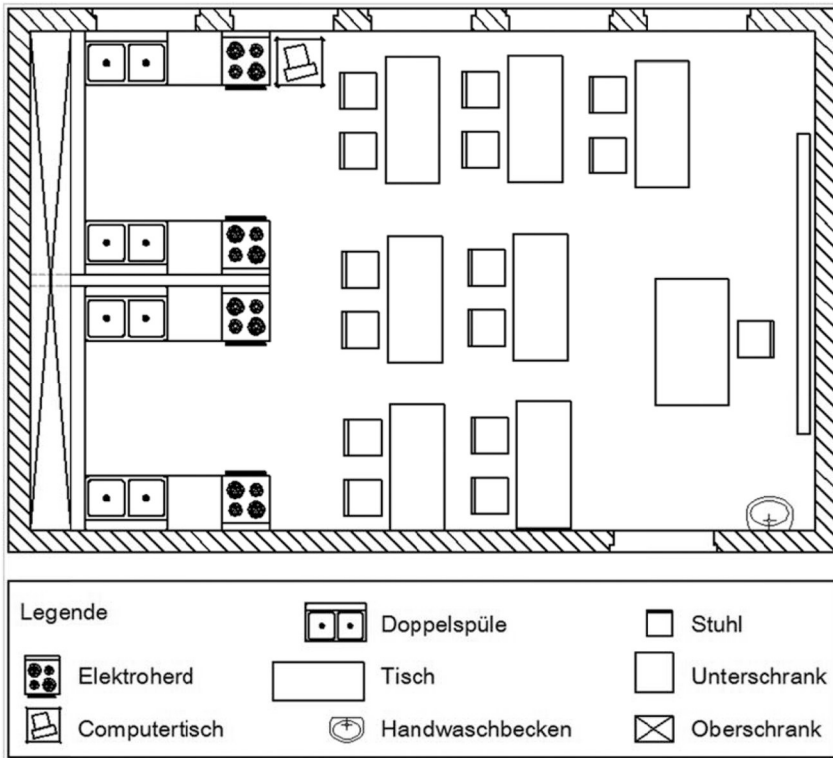 Legende
Doppelspüle
Stuhl
Elektroherd
Tisch
Unterschrank
Computertisch
Handwaschbecken
Oberschrank